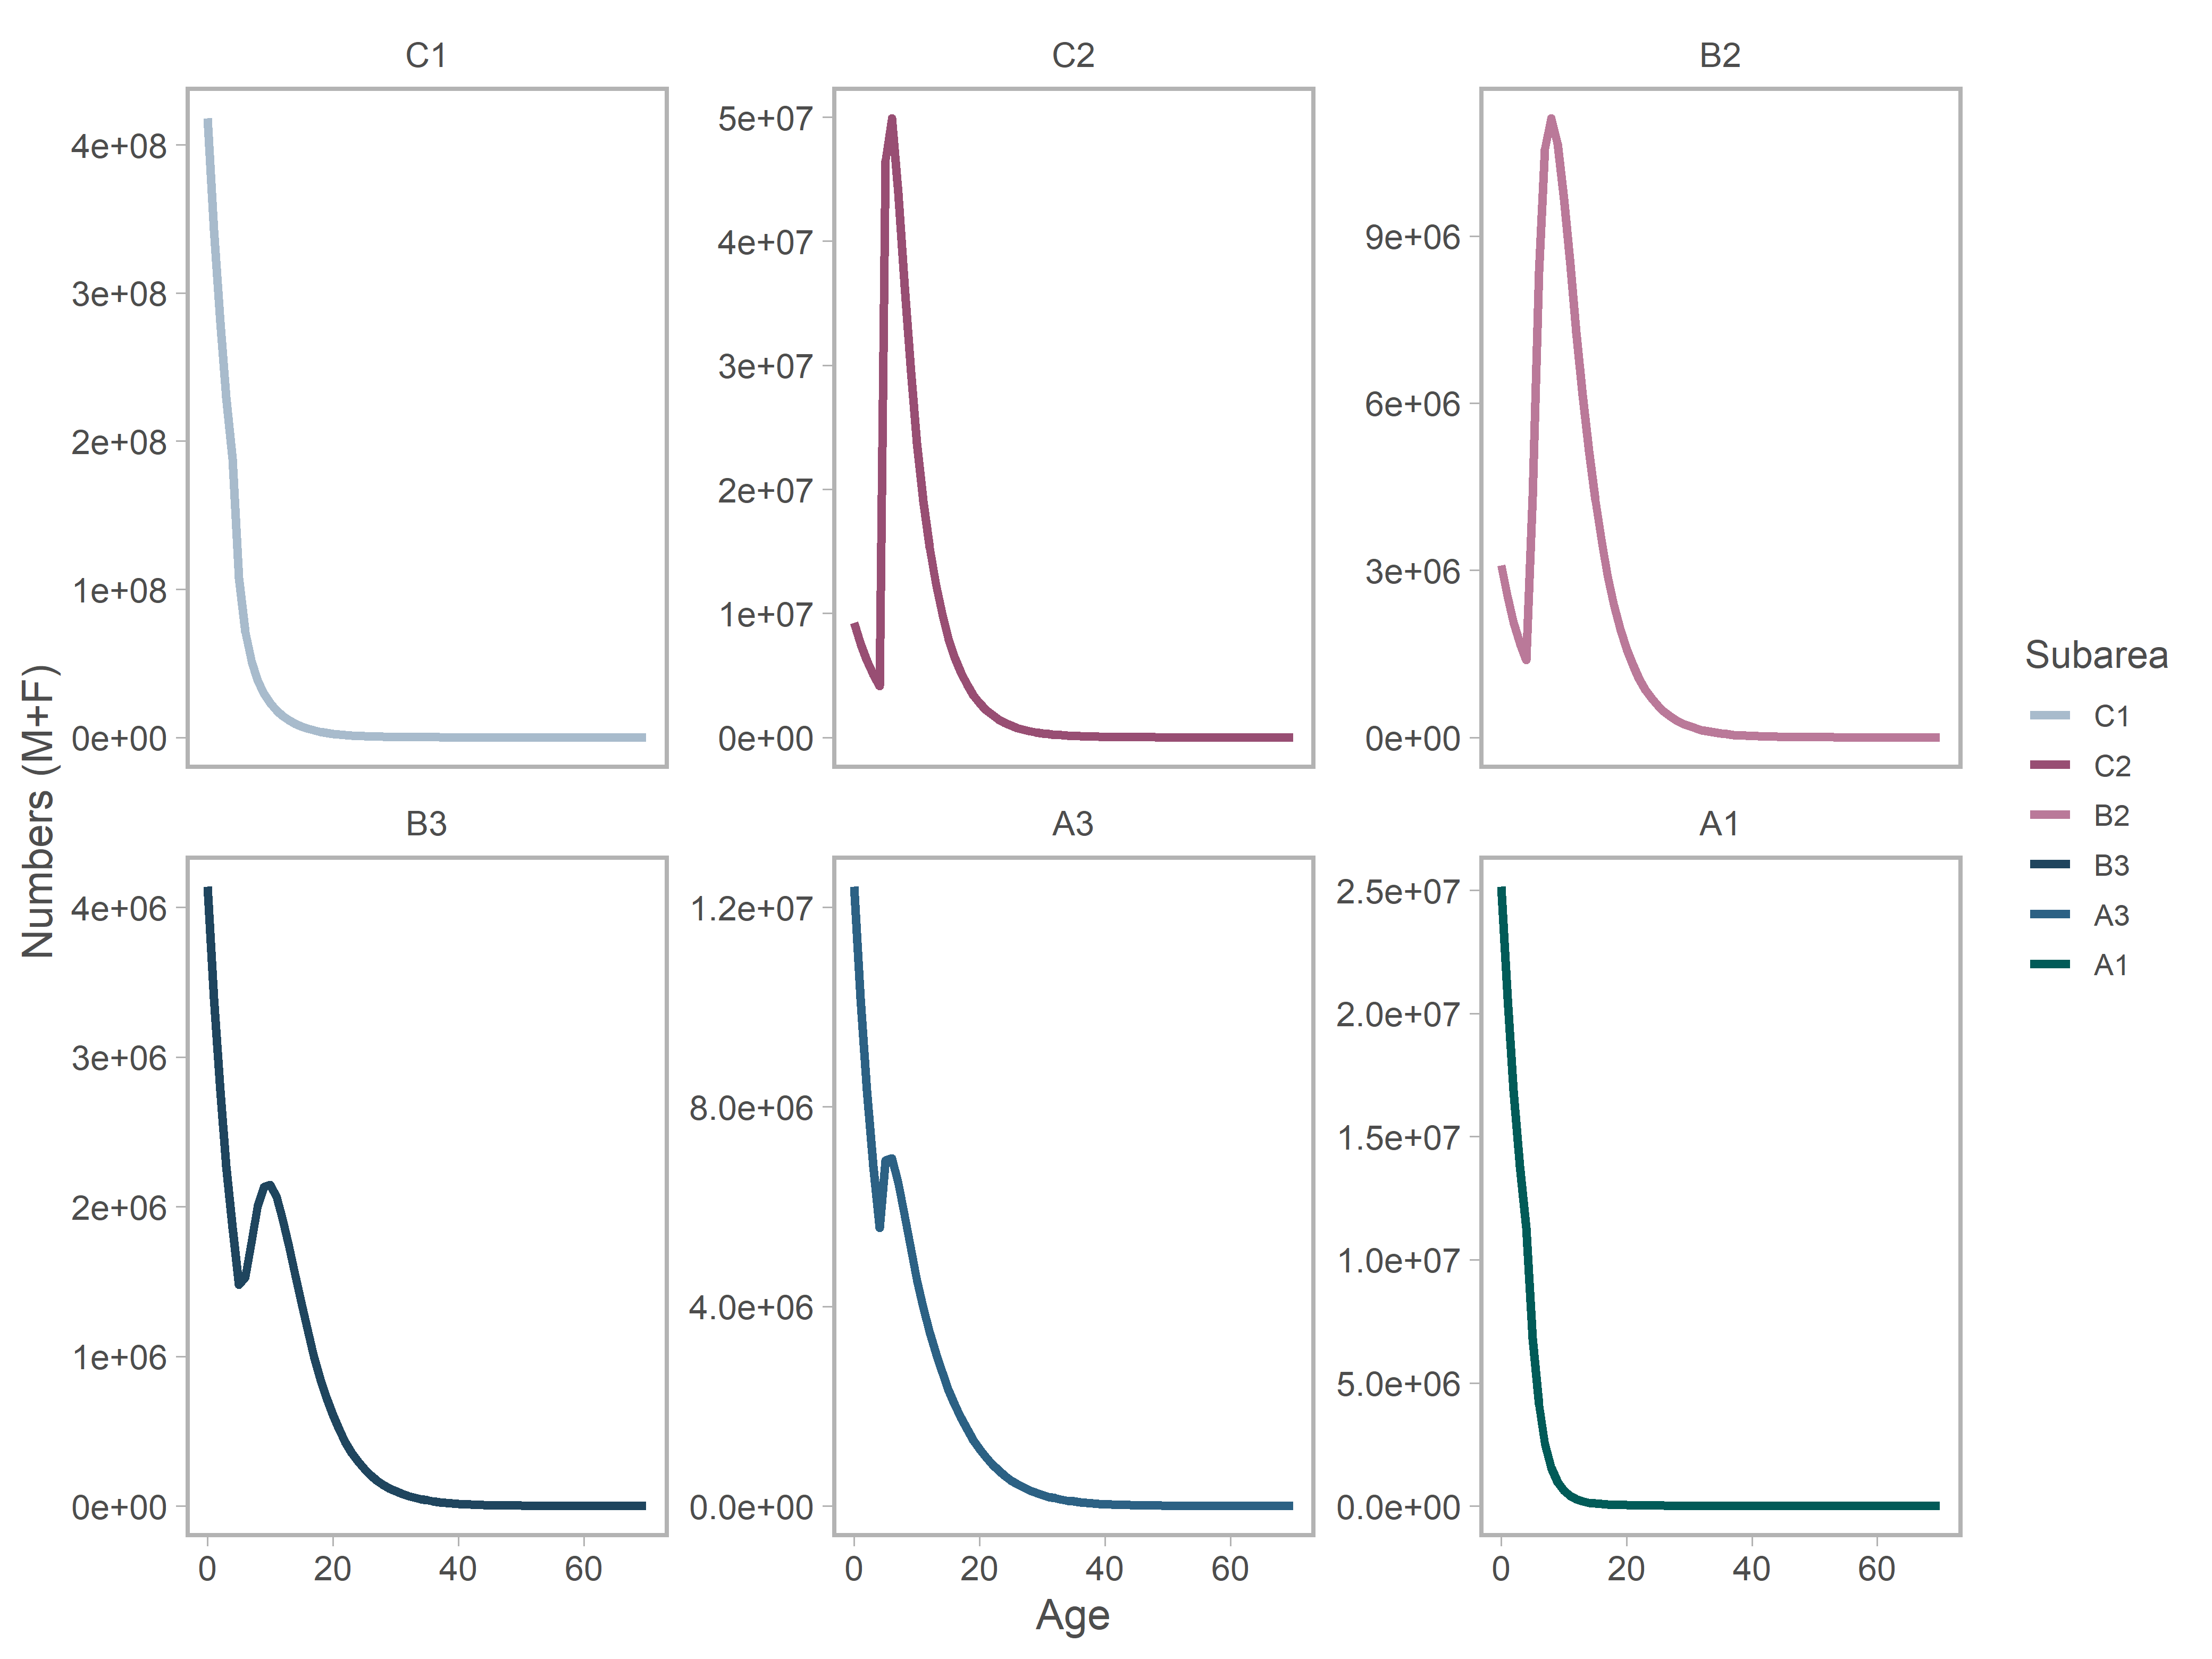 C1
C2
B2
4e+08
3e+08
2e+08
1e+08
0e+00
5e+07
4e+07
3e+07
2e+07
1e+07
0e+00
9e+06
6e+06
3e+06
0e+00
B3
A3
A1
4e+06
3e+06
2e+06
1e+06
0e+00
1.2e+07
8.0e+06
4.0e+06
0.0e+00
2.5e+07
2.0e+07
1.5e+07
1.0e+07
5.0e+06
0.0e+00
0 20 40 60
0 20 40 60
0 20 40 60
Age
Numbers (M+F)
Subarea
C1
C2
B2
B3
A3
A1